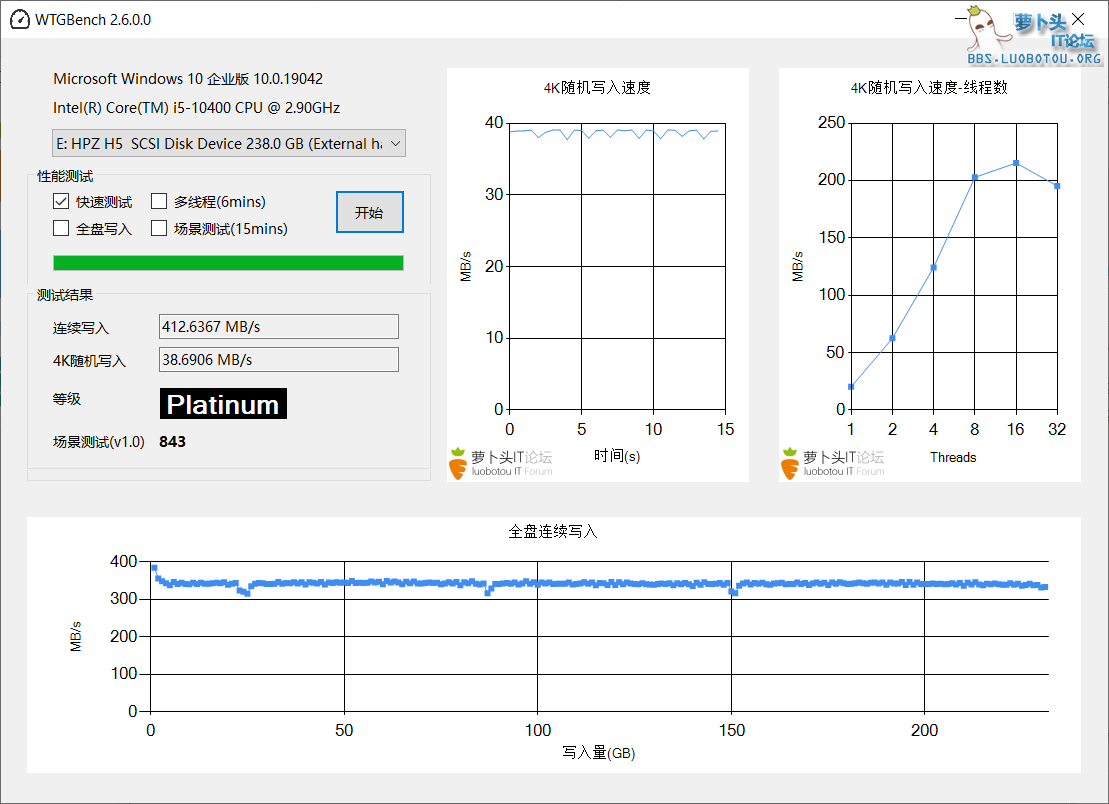 WTGBench 2.6.0.0
萝卜头
IT论坛
BBS.LUOBOTOU.ORG
Microsoft Windows 10 企业版 10.0.19042
Intel(R) Core(TM) i5-10400 CPU @ 2.90GHz
E: HPZ H5 SCSI Disk Device 238.0 GB (External ha
性能测试
快速测试 多线程(6mins)
全盘写入 场景测试(15mins)
开始
测试结果
连续写入 412.6367 MB/s
4K随机写入 38.6906 MB/s
等级 Platinum
场景测试(v1.0) 843
4K随机写入速度
40
30
20
10
0
MB/s
0 5 10 15
时间(s)
萝卜头IT论坛
luobotou IT Forum
4K随机写入速度-线程数
250
200
150
100
50
0
MB/s
1 2 4 8 16 32
Threads
萝卜头IT论坛
luobotou IT Forum
全盘连续写入
400
300
200
100
0
MB/s
0 50 100 150 200
写入量(GB)